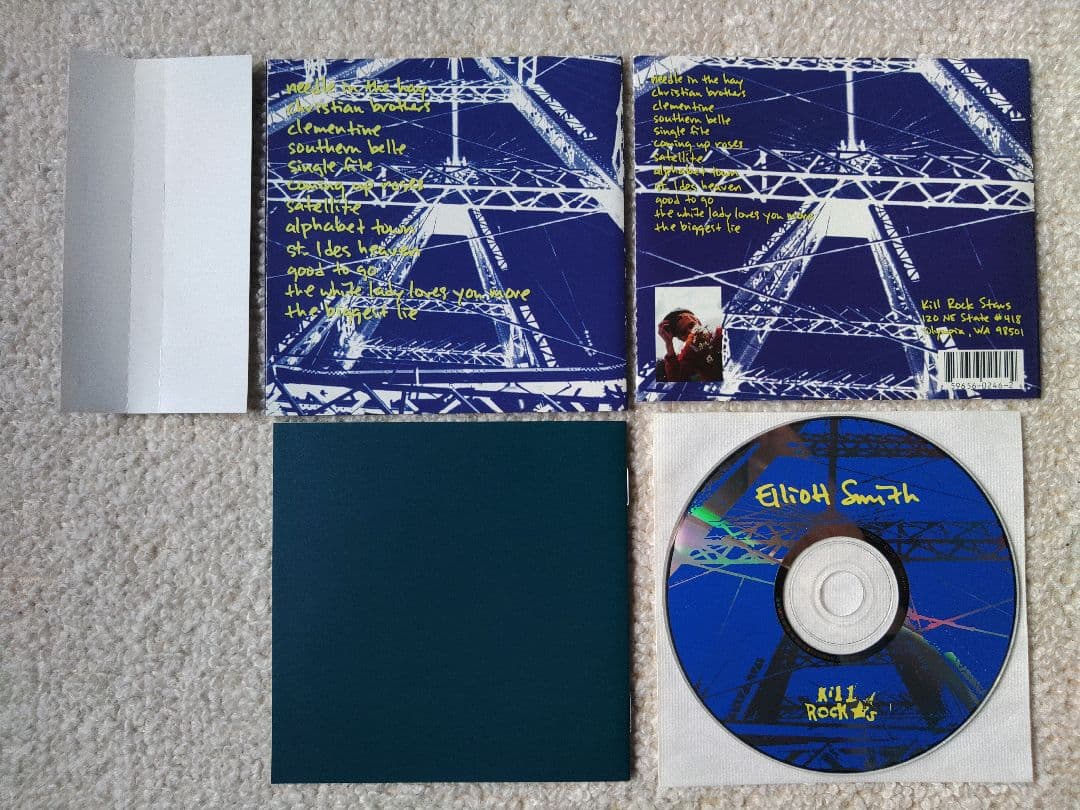 needle in the hay
christian brothers
clementine
southern belle
single file
coming up roses
satellite
alphabet town
st. Ides heaven
good to go
the white lady loves you more
the biggest lie
needle in the hay
christian brothers
clementine
southern belle
single file
coming up roses
satellite
alphabet town
st. Ides heaven
good to go
the white lady loves you more
the biggest lie
Kill Rock Stars
120 NE State #418
Olympia, WA 98501
59656-0246-2
Elliott Smith
Kill
ROCK ★s